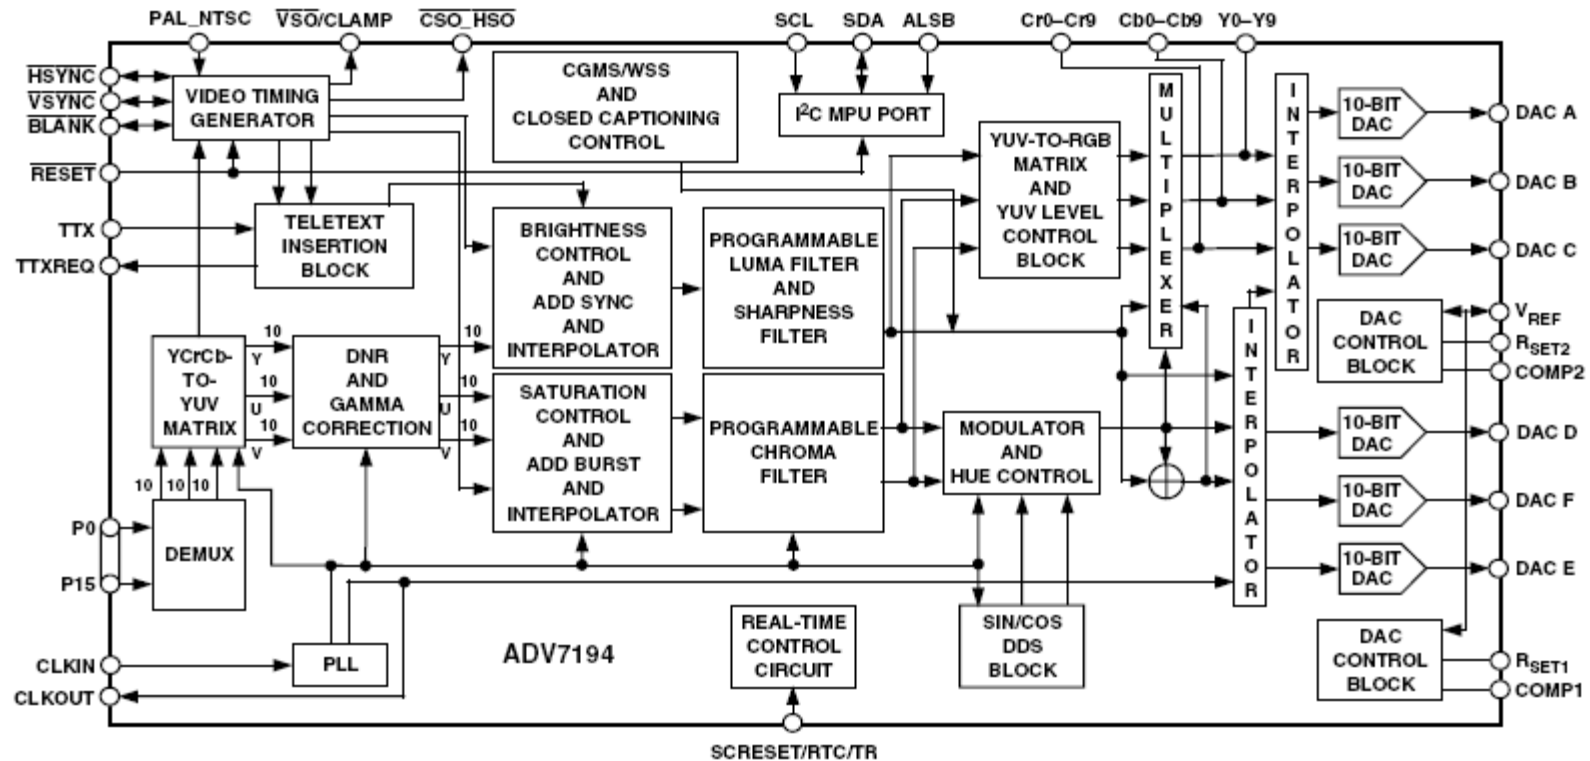 PAL_NTSC
VSO/CLAMP
CSO_HSO
SCL
SDA
ALSB
Cr0–Cr9
Cb0–Cb9
Y0–Y9
HSYNC
VSYNC
BLANK
RESET
TTX
TTXREQ
VIDEO TIMING
GENERATOR
CGMS/WSS
AND
CLOSED CAPTIONING
CONTROL
I2C MPU PORT
TELETEXT
INSERTION
BLOCK
BRIGHTNESS
CONTROL
AND
ADD SYNC
AND
INTERPOLATOR
PROGRAMMABLE
LUMA FILTER
AND
SHARPNESS
FILTER
YUV-TO-RGB
MATRIX
AND
YUV LEVEL
CONTROL
BLOCK
MULTIPLEXER
INTERPOLATOR
10-BIT
DAC
DAC A
10-BIT
DAC
DAC B
10-BIT
DAC
DAC C
DAC
CONTROL
BLOCK
VREF
RSET2
COMP2
YCrCb-
TO-
YUV
MATRIX
10
Y
10
U
10
V
DNR
AND
GAMMA
CORRECTION
10
Y
10
U
10
V
SATURATION
CONTROL
AND
ADD BURST
AND
INTERPOLATOR
PROGRAMMABLE
CHROMA
FILTER
MODULATOR
AND
HUE CONTROL
INTERPOLATOR
10-BIT
DAC
DAC D
10-BIT
DAC
DAC F
10-BIT
DAC
DAC E
10
10
10
P0
P15
DEMUX
CLKIN
CLKOUT
PLL
ADV7194
REAL-TIME
CONTROL
CIRCUIT
SIN/COS
DDS
BLOCK
DAC
CONTROL
BLOCK
RSET1
COMP1
SCRESET/RTC/TR